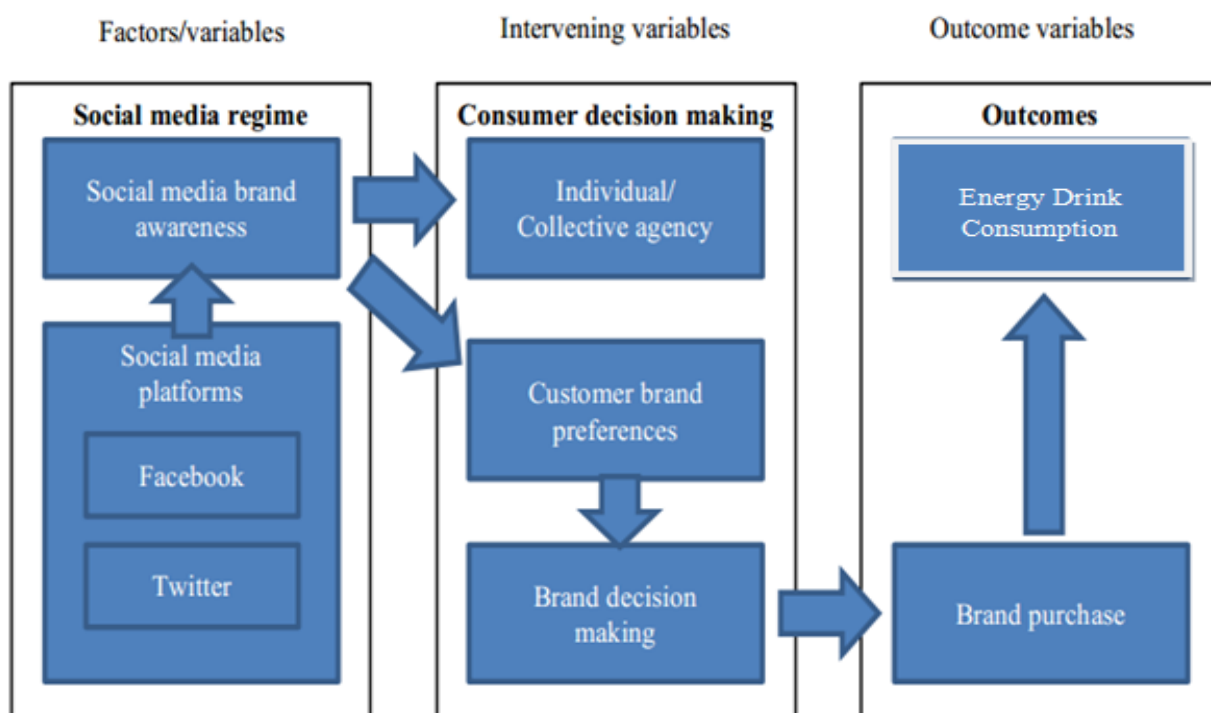 Factors/variables
Intervening variables
Outcome variables
Social media regime
Social media brand
awareness
Social media
platforms
Facebook
Twitter
Consumer decision making
Individual/
Collective agency
Customer brand
preferences
Brand decision
making
Outcomes
Energy Drink
Consumption
Brand purchase